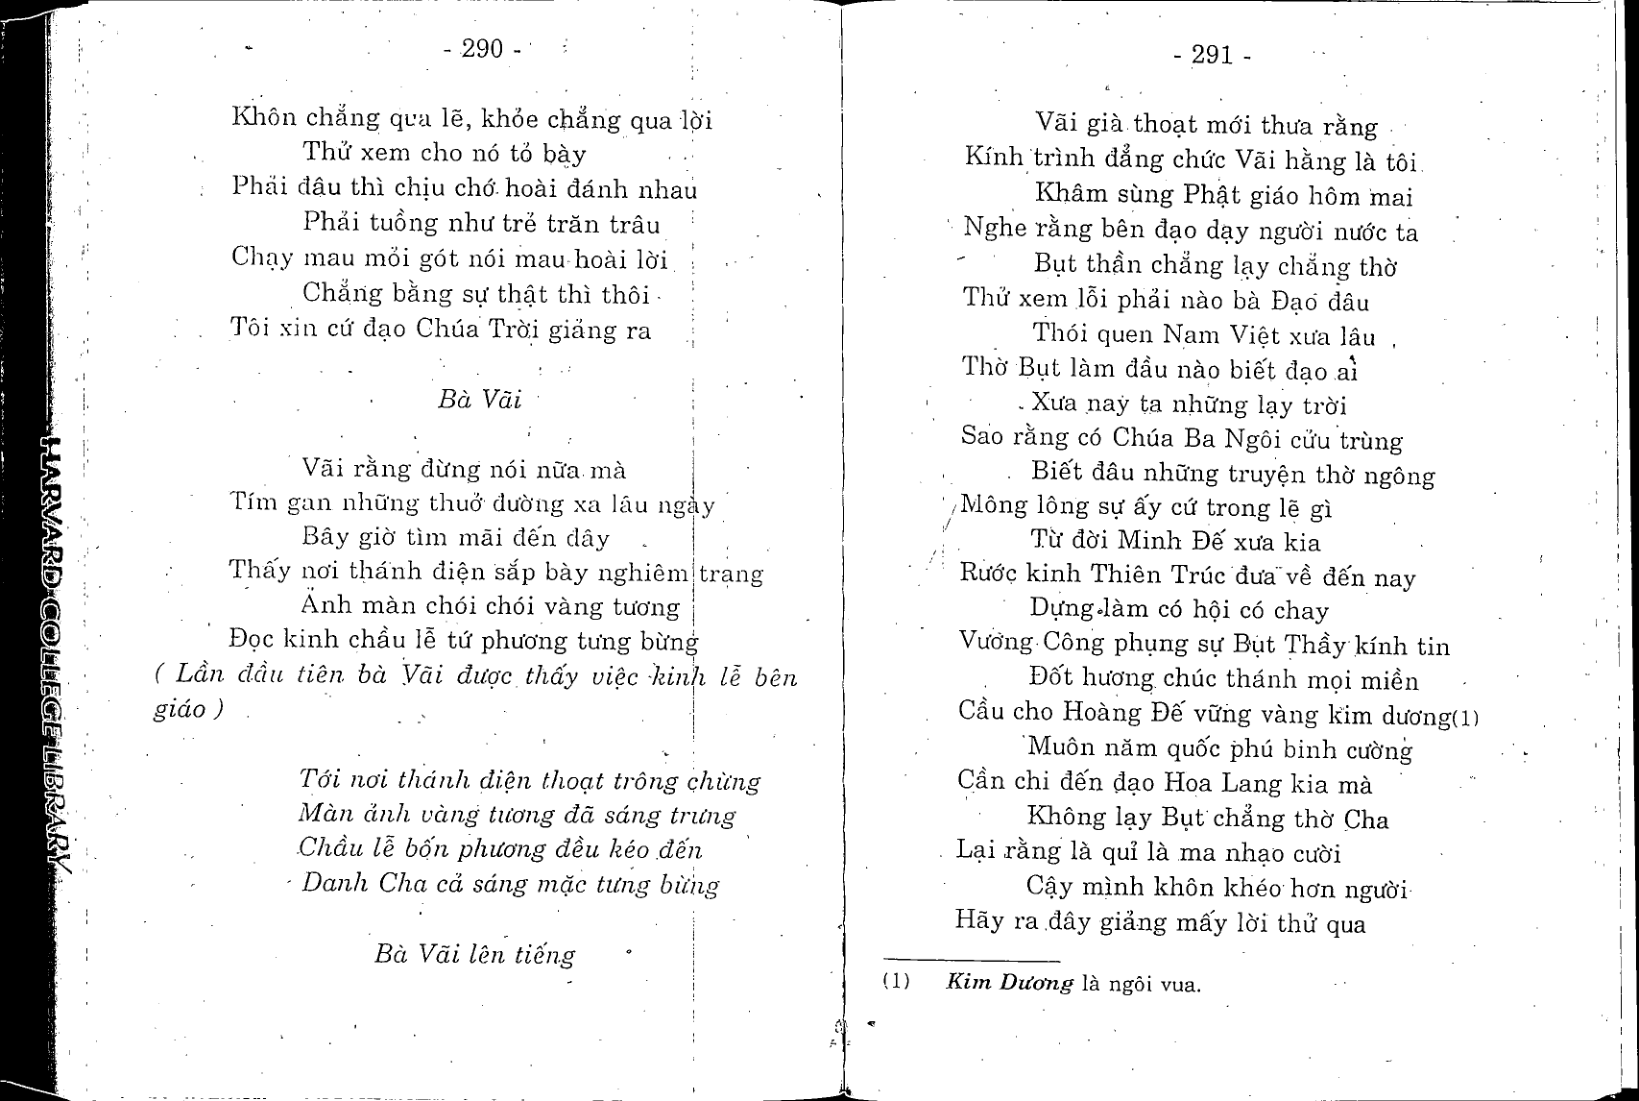 - 290 -
Khôn chẳng qua lẽ, khỏe chẳng qua lời
Thử xem cho nó tỏ bày
Phải đâu thì chịu chớ hoài đánh nhau
Phải tuồng như trẻ trăn trâu
Chạy mau mỏi gót nói mau hoài lời
Chẳng bằng sự thật thì thôi
Tôi xin cứ đạo Chúa Trời giảng ra
Bà Vãi
Vãi rằng đừng nói nữa mà
Tím gan những thuở đường xa lâu ngày
Bây giờ tìm mãi đến đây
Thấy nơi thánh điện sắp bày nghiêm trạng
Ánh màn chói chói vàng tương
Đọc kinh chầu lễ tứ phương tưng bừng
( Lần đầu tiên bà Vãi được thấy việc kinh lễ bên
giáo )
Tới nơi thánh điện thoạt trông chừng
Màn ảnh vàng tương đã sáng trưng
Chầu lễ bốn phương đều kéo đến
Danh Cha cả sáng mặc tưng bừng
Bà Vãi lên tiếng
HARVARD COLLEGE LIBRARY
- 291 -
Vãi già thoạt mới thưa rằng
Kính trình đẳng chức Vãi hằng là tôi
Khâm sùng Phật giáo hôm mai
Nghe rằng bên đạo dạy người nước ta
Bụt thần chẳng lạy chẳng thờ
Thử xem lỗi phải nào bà Đạo đâu
Thói quen Nam Việt xưa lâu
Thờ Bụt làm đầu nào biết đạo ai
Xưa nay ta những lạy trời
Sao rằng có Chúa Ba Ngôi cửu trùng
Biết đâu những truyện thờ ngông
Mông lông sự ấy cứ trong lẽ gì
Từ đời Minh Đế xưa kia
Rước kinh Thiên Trúc đưa về đến nay
Dựng làm có hội có chay
Vương Công phụng sự Bụt Thầy kính tin
Đốt hương chúc thánh mọi miền
Cầu cho Hoàng Đế vững vàng kim dương(1)
Muôn năm quốc phú binh cường
Cần chi đến đạo Hoa Lang kia mà
Không lạy Bụt chẳng thờ Cha
Lại rằng là quỉ là ma nhạo cười
Cậy mình khôn khéo hơn người
Hãy ra đây giảng mấy lời thử qua
(1) Kim Dương là ngôi vua.